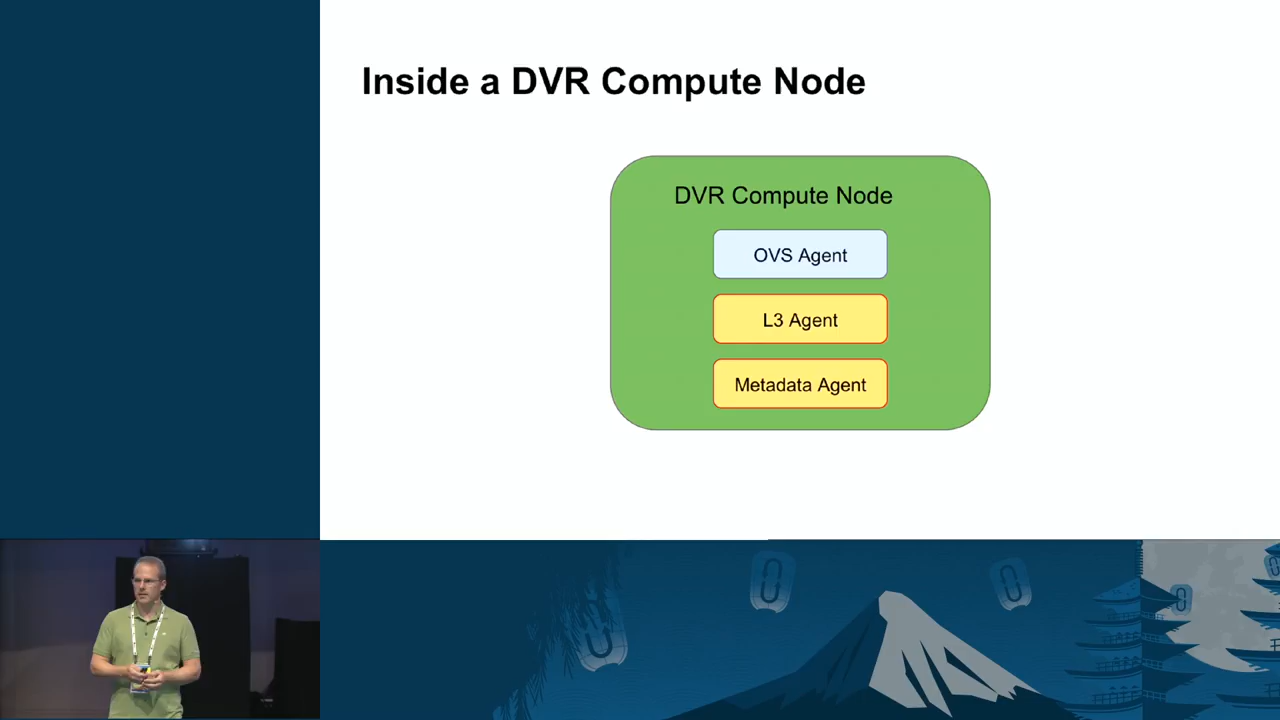 Inside a DVR Compute Node
DVR Compute Node
OVS Agent
L3 Agent
Metadata Agent